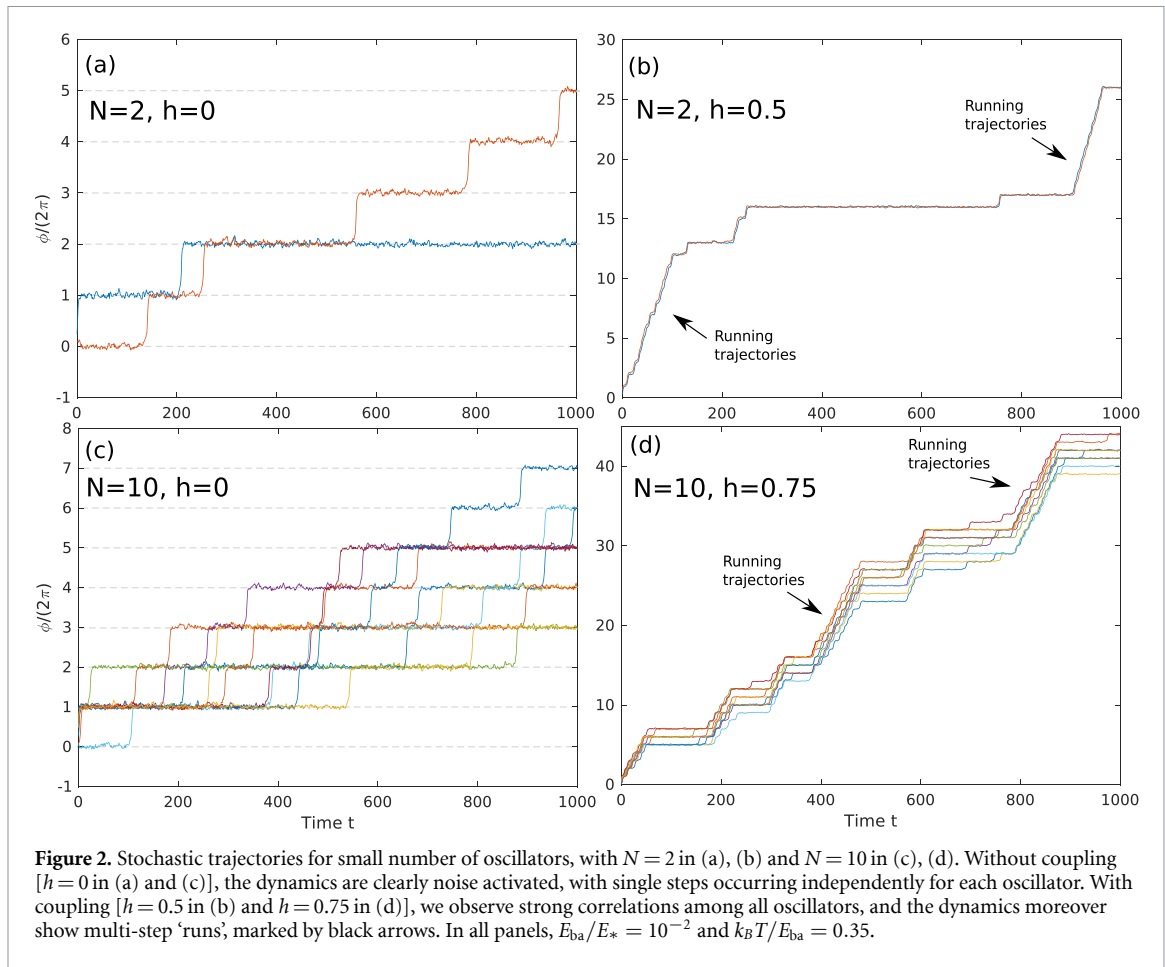 6
5
4
3
2
1
0
-1
ϕ/(2π)
(a)
N=2, h=0
0 200 400 600 800 1000
30
25
20
15
10
5
0
(b)
N=2, h=0.5
Running
trajectories
Running
trajectories
0 200 400 600 800 1000
8
7
6
5
4
3
2
1
0
-1
ϕ/(2π)
(c)
N=10, h=0
0 200 400 600 800 1000
Time t
40
30
20
10
0
(d)
N=10, h=0.75
Running
trajectories
Running
trajectories
0 200 400 600 800 1000
Time t
Figure 2. Stochastic trajectories for small number of oscillators, with N = 2 in (a), (b) and N = 10 in (c), (d). Without coupling
[h = 0 in (a) and (c)], the dynamics are clearly noise activated, with single steps occurring independently for each oscillator. With
coupling [h = 0.5 in (b) and h = 0.75 in (d)], we observe strong correlations among all oscillators, and the dynamics moreover
show multi-step ‘runs’, marked by black arrows. In all panels, E_ba/E_* = 10^−2 and k_BT/E_ba = 0.35.